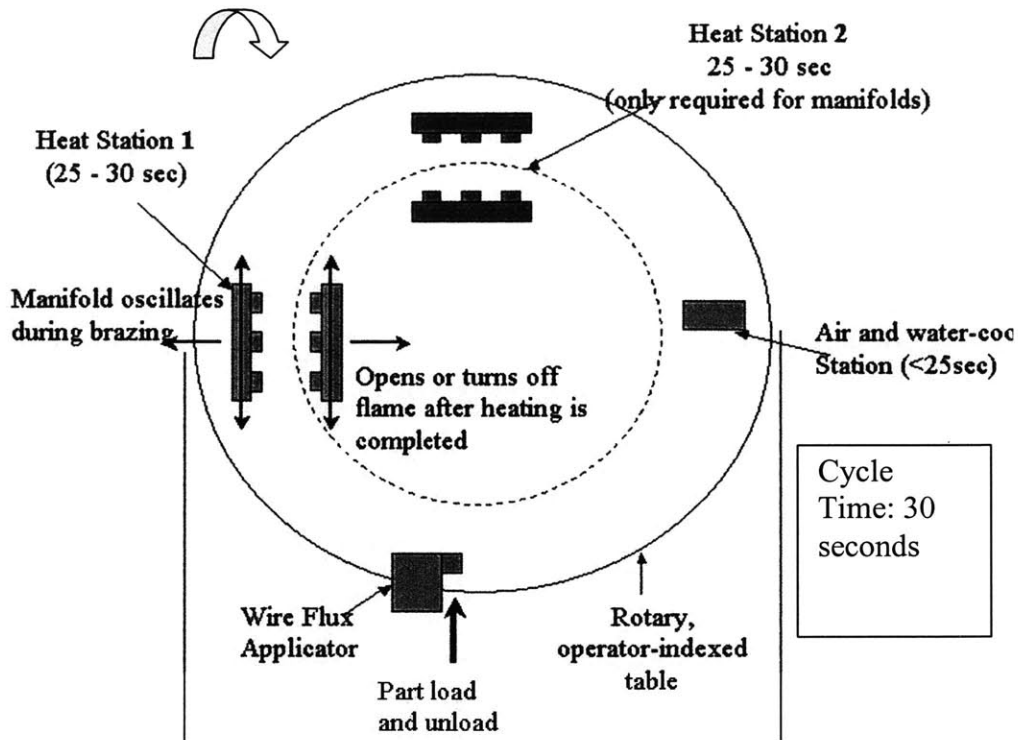 Heat Station 2
25 - 30 sec
(only required for manifolds)
Heat Station 1
(25 - 30 sec)
Manifold oscillates
during brazing
Opens or turns off
flame after heating is
completed
Air and water-coo
Station (<25sec)
Cycle
Time: 30
seconds
Wire Flux
Applicator
Part load
and unload
Rotary,
operator-indexed
table